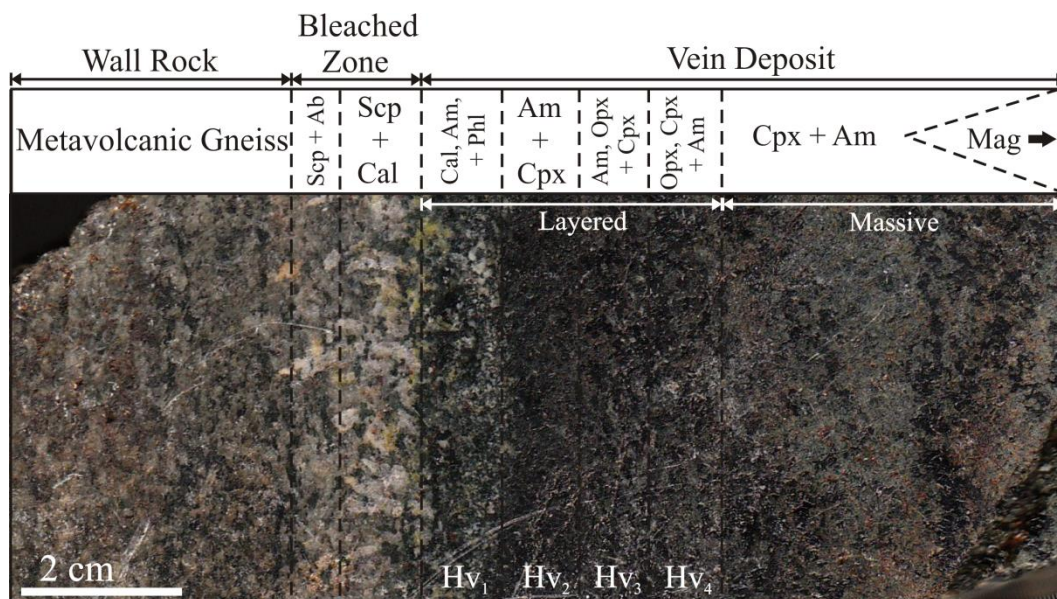 Bleached
Zone
Wall Rock
Vein Deposit
Metavolcanic Gneiss
Scp + Ab
Scp
+
Cal
Cal, Am,
+ Phl
Am
+
Cpx
Am, Opx
+ Cpx
Opx, Cpx
+ Am
Cpx + Am
Mag
Layered
Massive
2 cm
Hv₁
Hv₂
Hv₃
Hv₄